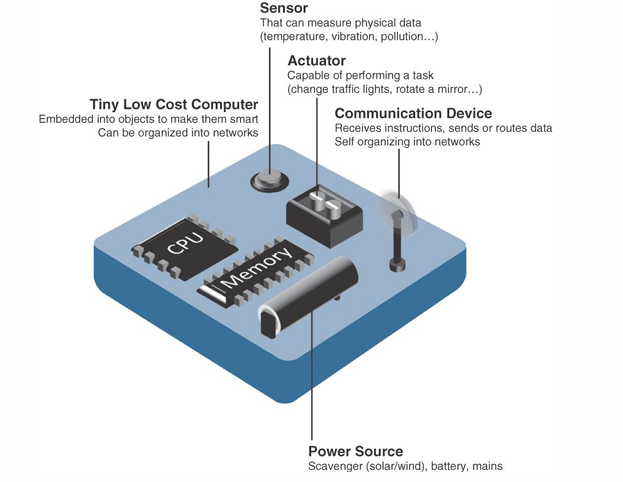 Sensor
That can measure physical data
(temperature, vibration, pollution…)
Actuator
Capable of performing a task
(change traffic lights, rotate a mirror…)
Tiny Low Cost Computer
Embedded into objects to make them smart
Can be organized into networks
Communication Device
Receives instructions, sends or routes data
Self organizing into networks
CPU
Memory
Power Source
Scavenger (solar/wind), battery, mains